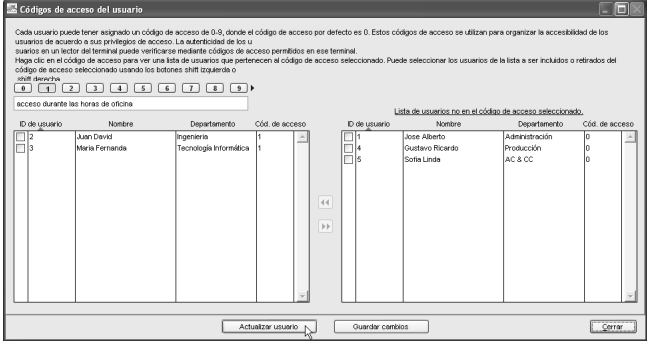 Códigos de acceso del usuario
Cada usuario puede tener asignado un código de acceso de 0-9, donde el código de acceso por defecto es 0. Estos códigos de acceso se utilizan para organizar la accesibilidad de los
usuarios de acuerdo a sus privilegios de acceso. La autenticidad de los u
suarios en un lector del terminal puede verificarse mediante códigos de acceso permitidos en ese terminal.
Haga clic en el código de acceso para ver una lista de usuarios que pertenecen al código de acceso seleccionado. Puede seleccionar los usuarios de la lista a ser incluidos o retirados del
código de acceso seleccionado usando los botones shift izquierda o
shift derecha
0 1 2 3 4 5 6 7 8 9
acceso durante las horas de oficina
Lista de usuarios no en el código de acceso seleccionado.
ID de usuario Nombre Departamento Cód. de acceso
2 Juan David Ingenieria 1
3 Maria Fernanda Tecnología Informática 1
ID de usuario Nombre Departamento Cód. de acceso
1 Jose Alberto Administración 0
4 Gustavo Ricardo Producción 0
5 Sofia Linda AC & CC 0
Actualizar usuario Guardar cambios Cerrar